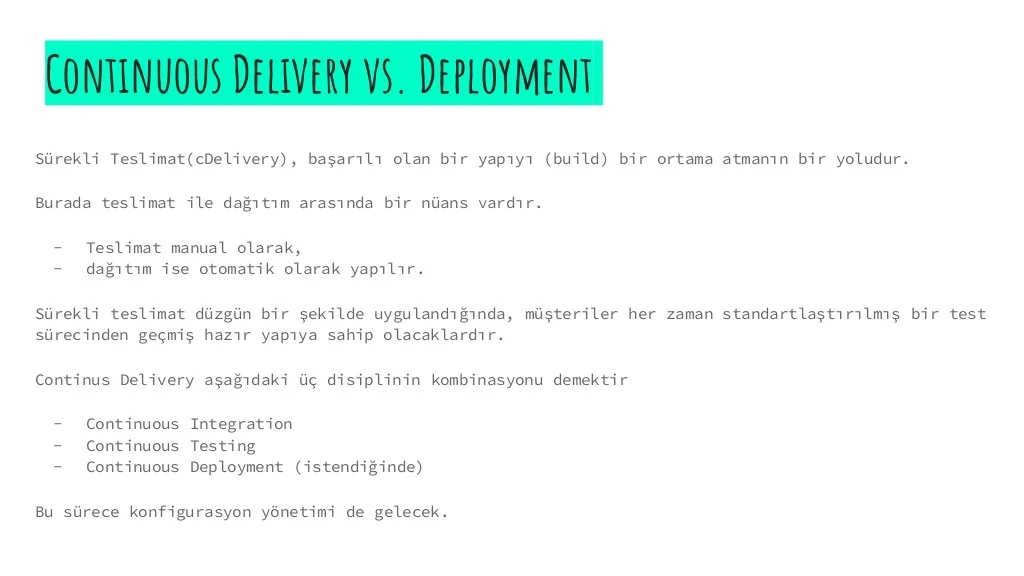 Continuous Delivery vs. Deployment
Sürekli Teslimat(cDelivery), başarılı olan bir yapıyı (build) bir ortama atmanın bir yoludur.
Burada teslimat ile dağıtım arasında bir nüans vardır.
- Teslimat manual olarak,
- dağıtım ise otomatik olarak yapılır.
Sürekli teslimat düzgün bir şekilde uygulandığında, müşteriler her zaman standartlaştırılmış bir test
sürecinden geçmiş hazır yapıya sahip olacaklardır.
Continus Delivery aşağıdaki üç disiplinin kombinasyonu demektir
- Continuous Integration
- Continuous Testing
- Continuous Deployment (istendiğinde)
Bu sürece konfigurasyon yönetimi de gelecek.